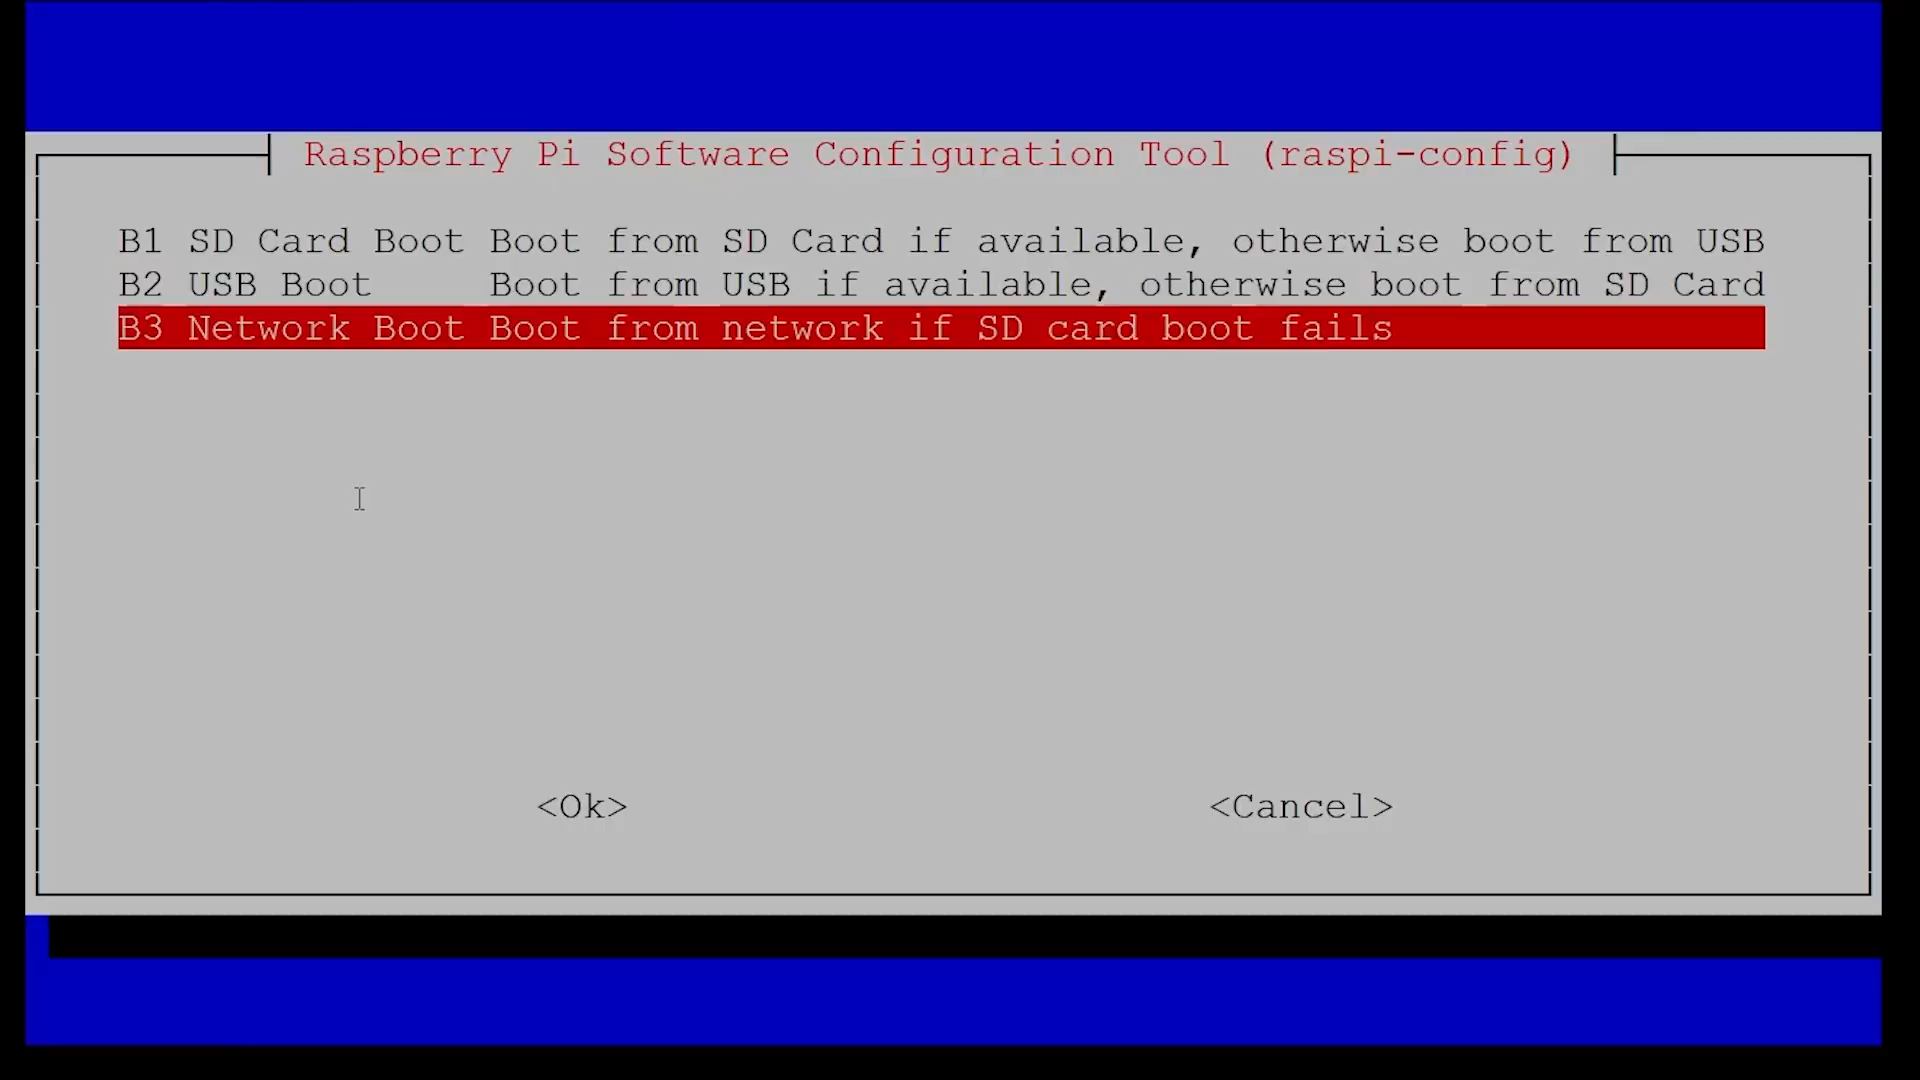 Raspberry Pi Software Configuration Tool (raspi-config)
B1 SD Card Boot Boot from SD Card if available, otherwise boot from USB
B2 USB Boot     Boot from USB if available, otherwise boot from SD Card
B3 Network Boot Boot from network if SD card boot fails
<Ok> <Cancel>